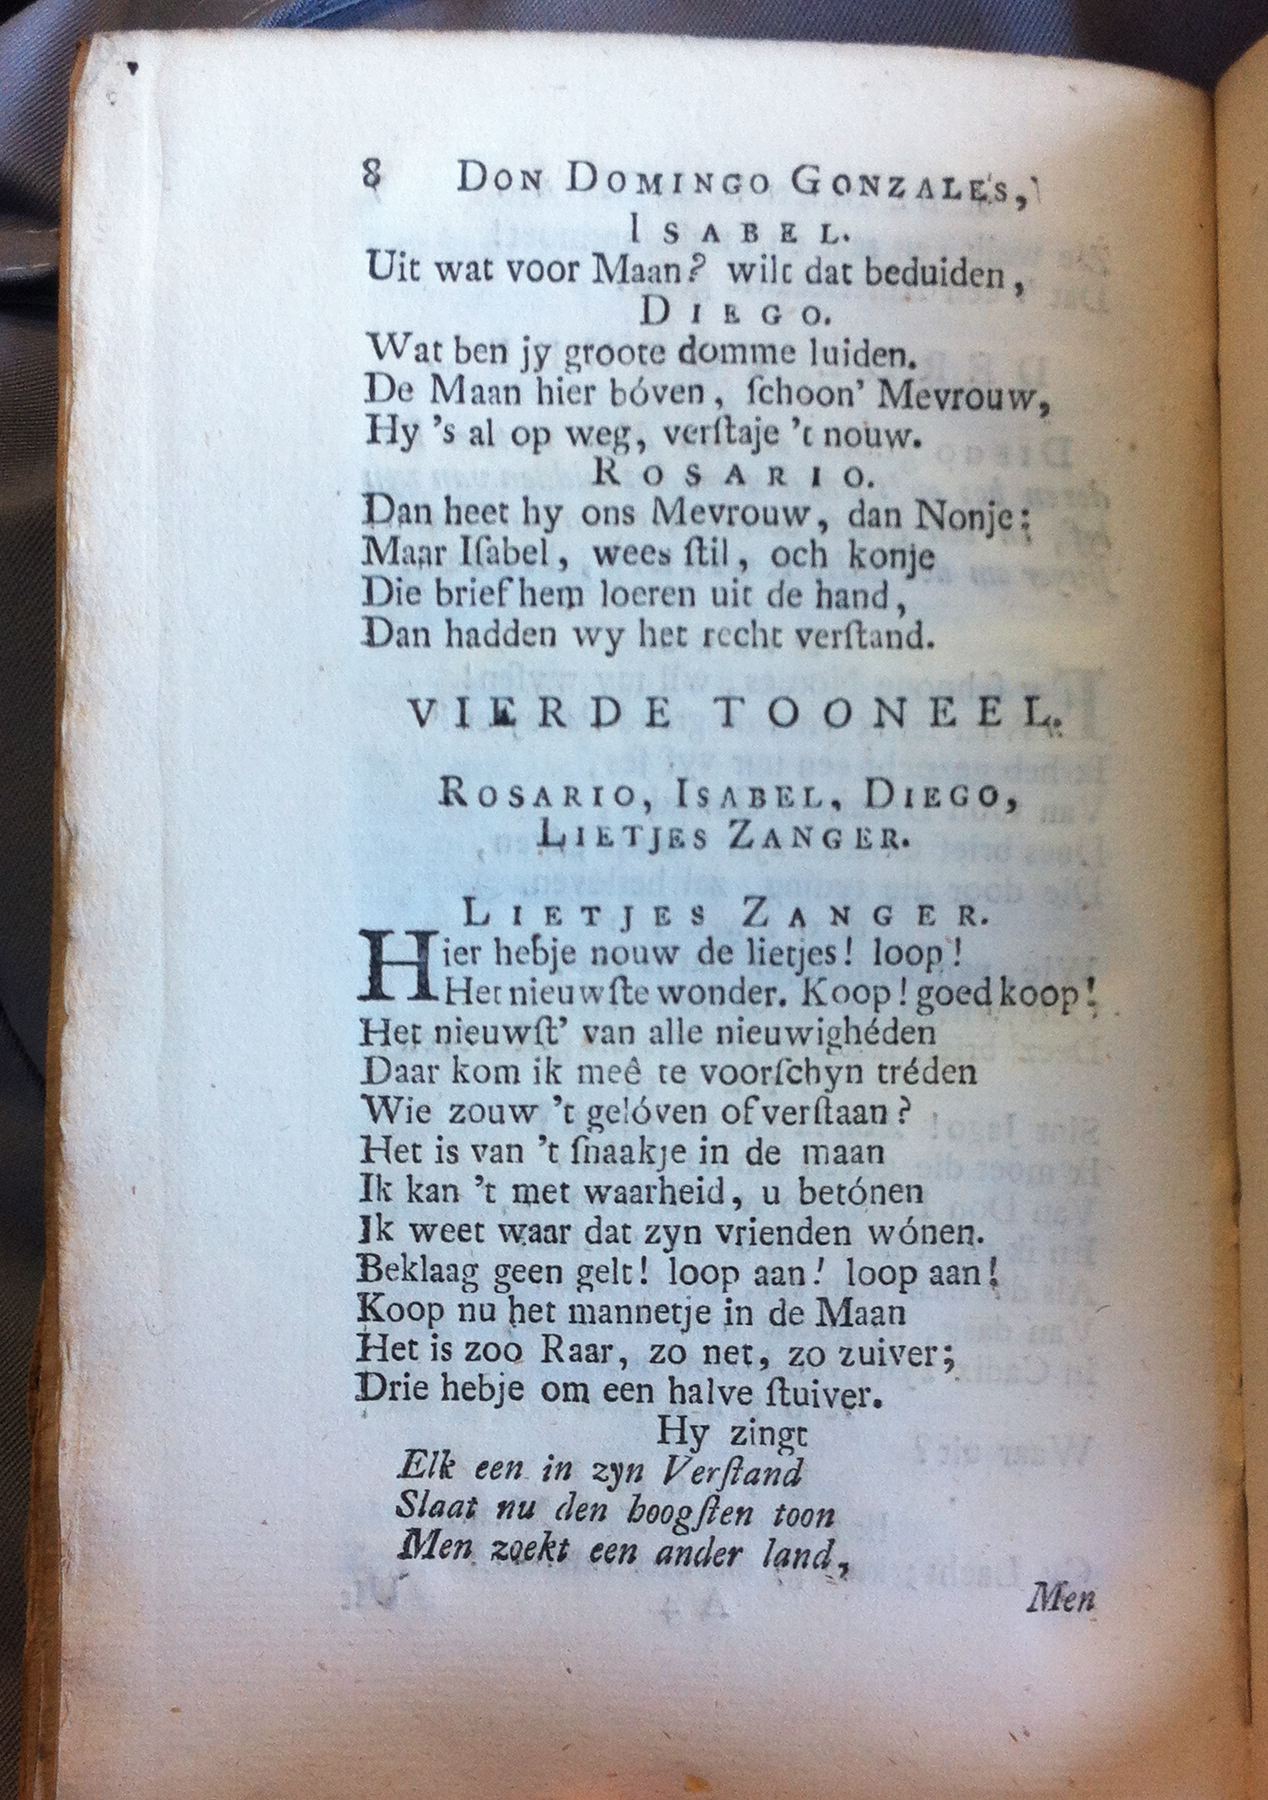 8 DON DOMINGO GONZALES,
ISABEL.
Uit wat voor Maan? wilt dat beduiden,
DIEGO.
Wat ben jy groote domme luiden.
De Maan hier bóven, ſchoon' Mevrouw,
Hy 's al op weg, verſtaje 't nouw.
ROSARIO.
Dan heet hy ons Mevrouw, dan Nonje;
Maar Iſabel, wees ſtil, och konje
Die brief hem loeren uit de hand,
Dan hadden wy het recht verſtand.
VIERDE TOONEEL.
ROSARIO, ISABEL, DIEGO,
LIETJES ZANGER.
LIETJES ZANGER.
Hier hebje nouw de lietjes! loop!
Het nieuwſte wonder. Koop! goed koop!
Het nieuwſt' van alle nieuwighéden
Daar kom ik meê te voorſchyn tréden
Wie zouw 't gelóven of verſtaan?
Het is van 't ſnaakje in de maan
Ik kan 't met waarheid, u betónen
Ik weet waar dat zyn vrienden wónen.
Beklaag geen gelt! loop aan! loop aan!
Koop nu het mannetje in de Maan
Het is zoo Raar, zo net, zo zuiver;
Drie hebje om een halve ſtuiver.
Hy zingt
Elk een in zyn Verſtand
Slaat nu den hoogſten toon
Men zoekt een ander land,
Men